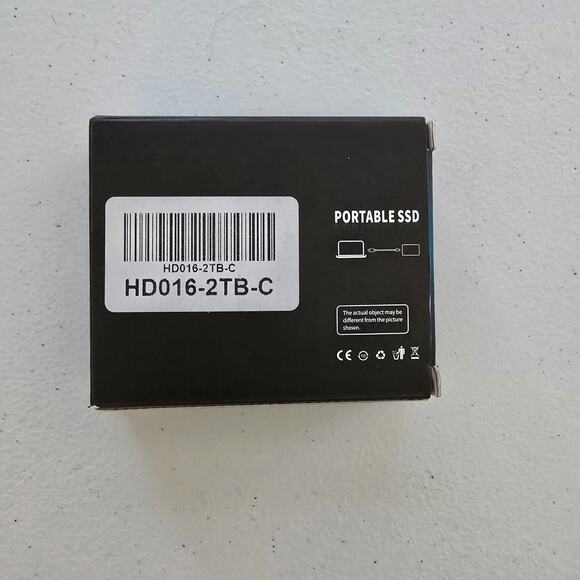 HD016-2TB-C
HD016-2TB-C
PORTABLE SSD
The actual object may be
different from the picture
shown.
CE